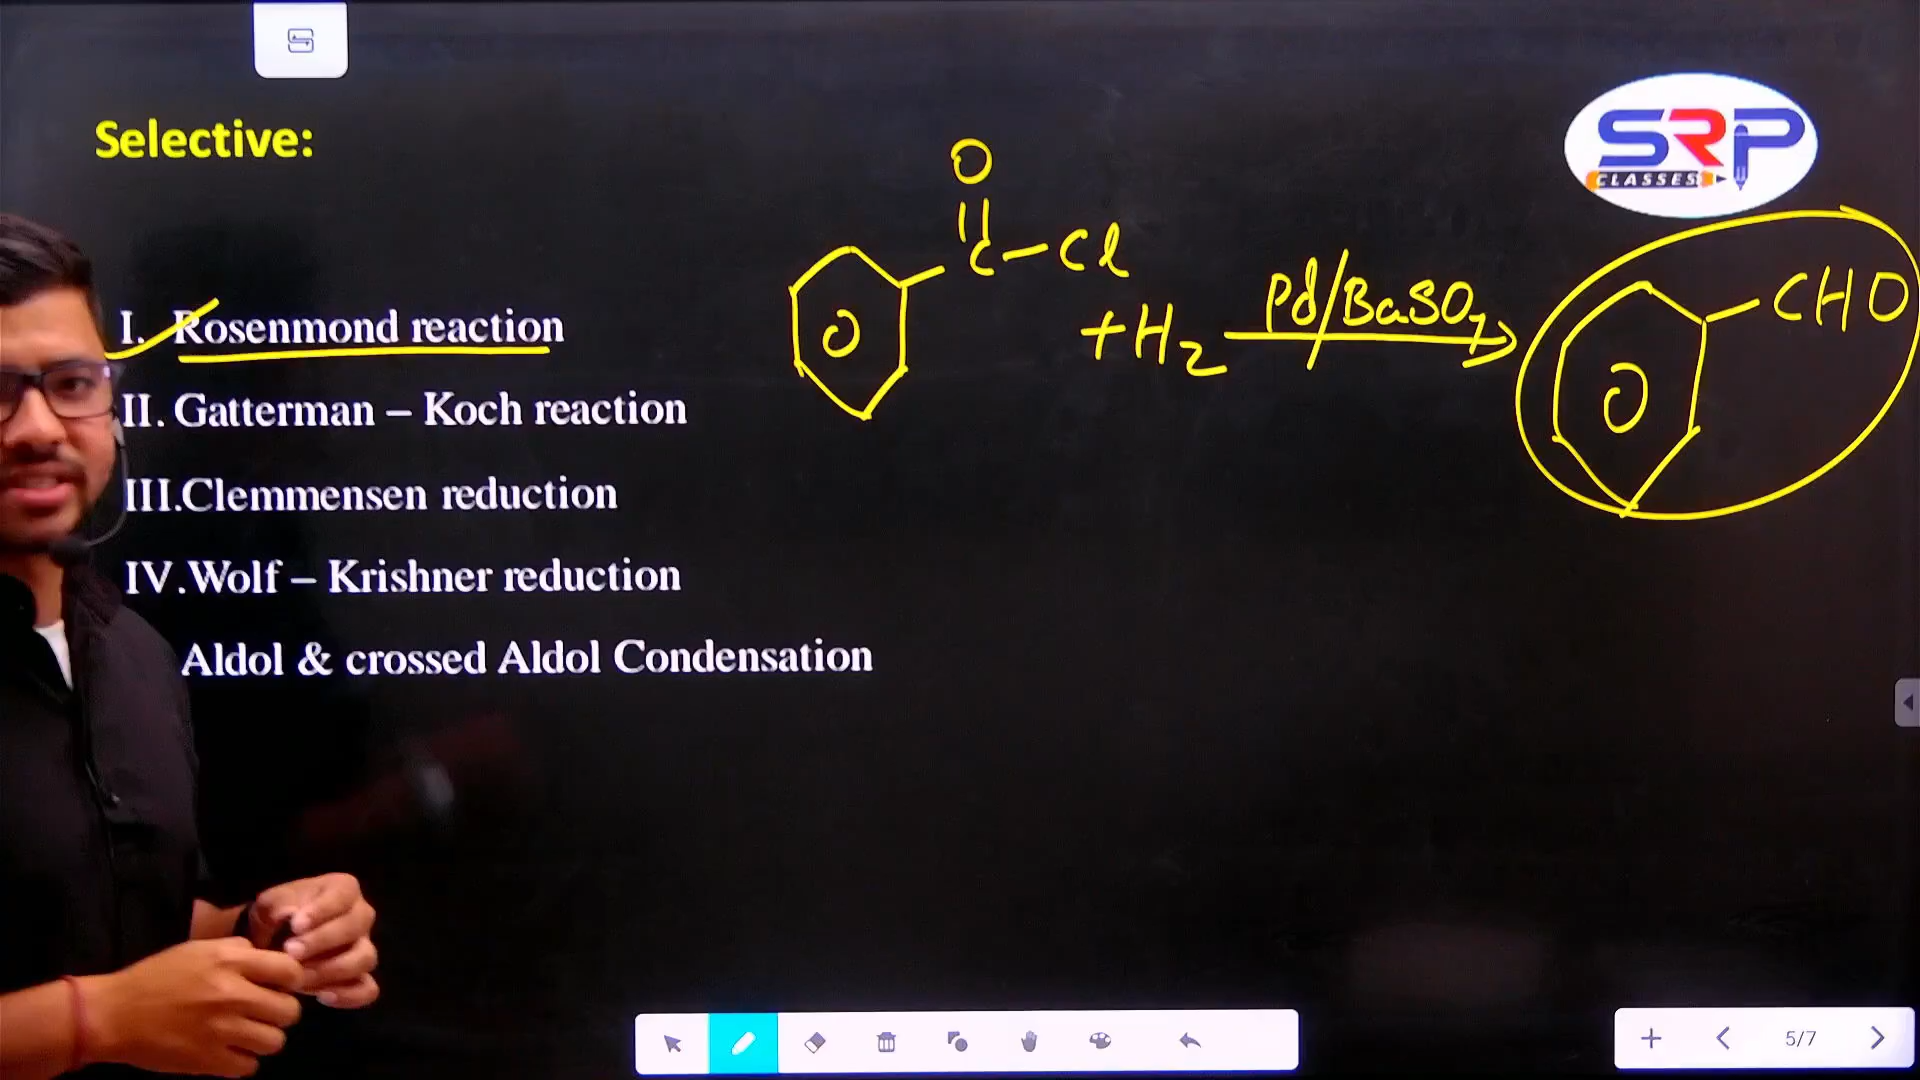 Selective:
SRP
CLASSES
O
C-Cl
+H2 Pd/BaSO4
CHO
I. Rosenmond reaction
II. Gatterman – Koch reaction
III.Clemmensen reduction
IV.Wolf – Krishner reduction
Aldol & crossed Aldol Condensation
5/7